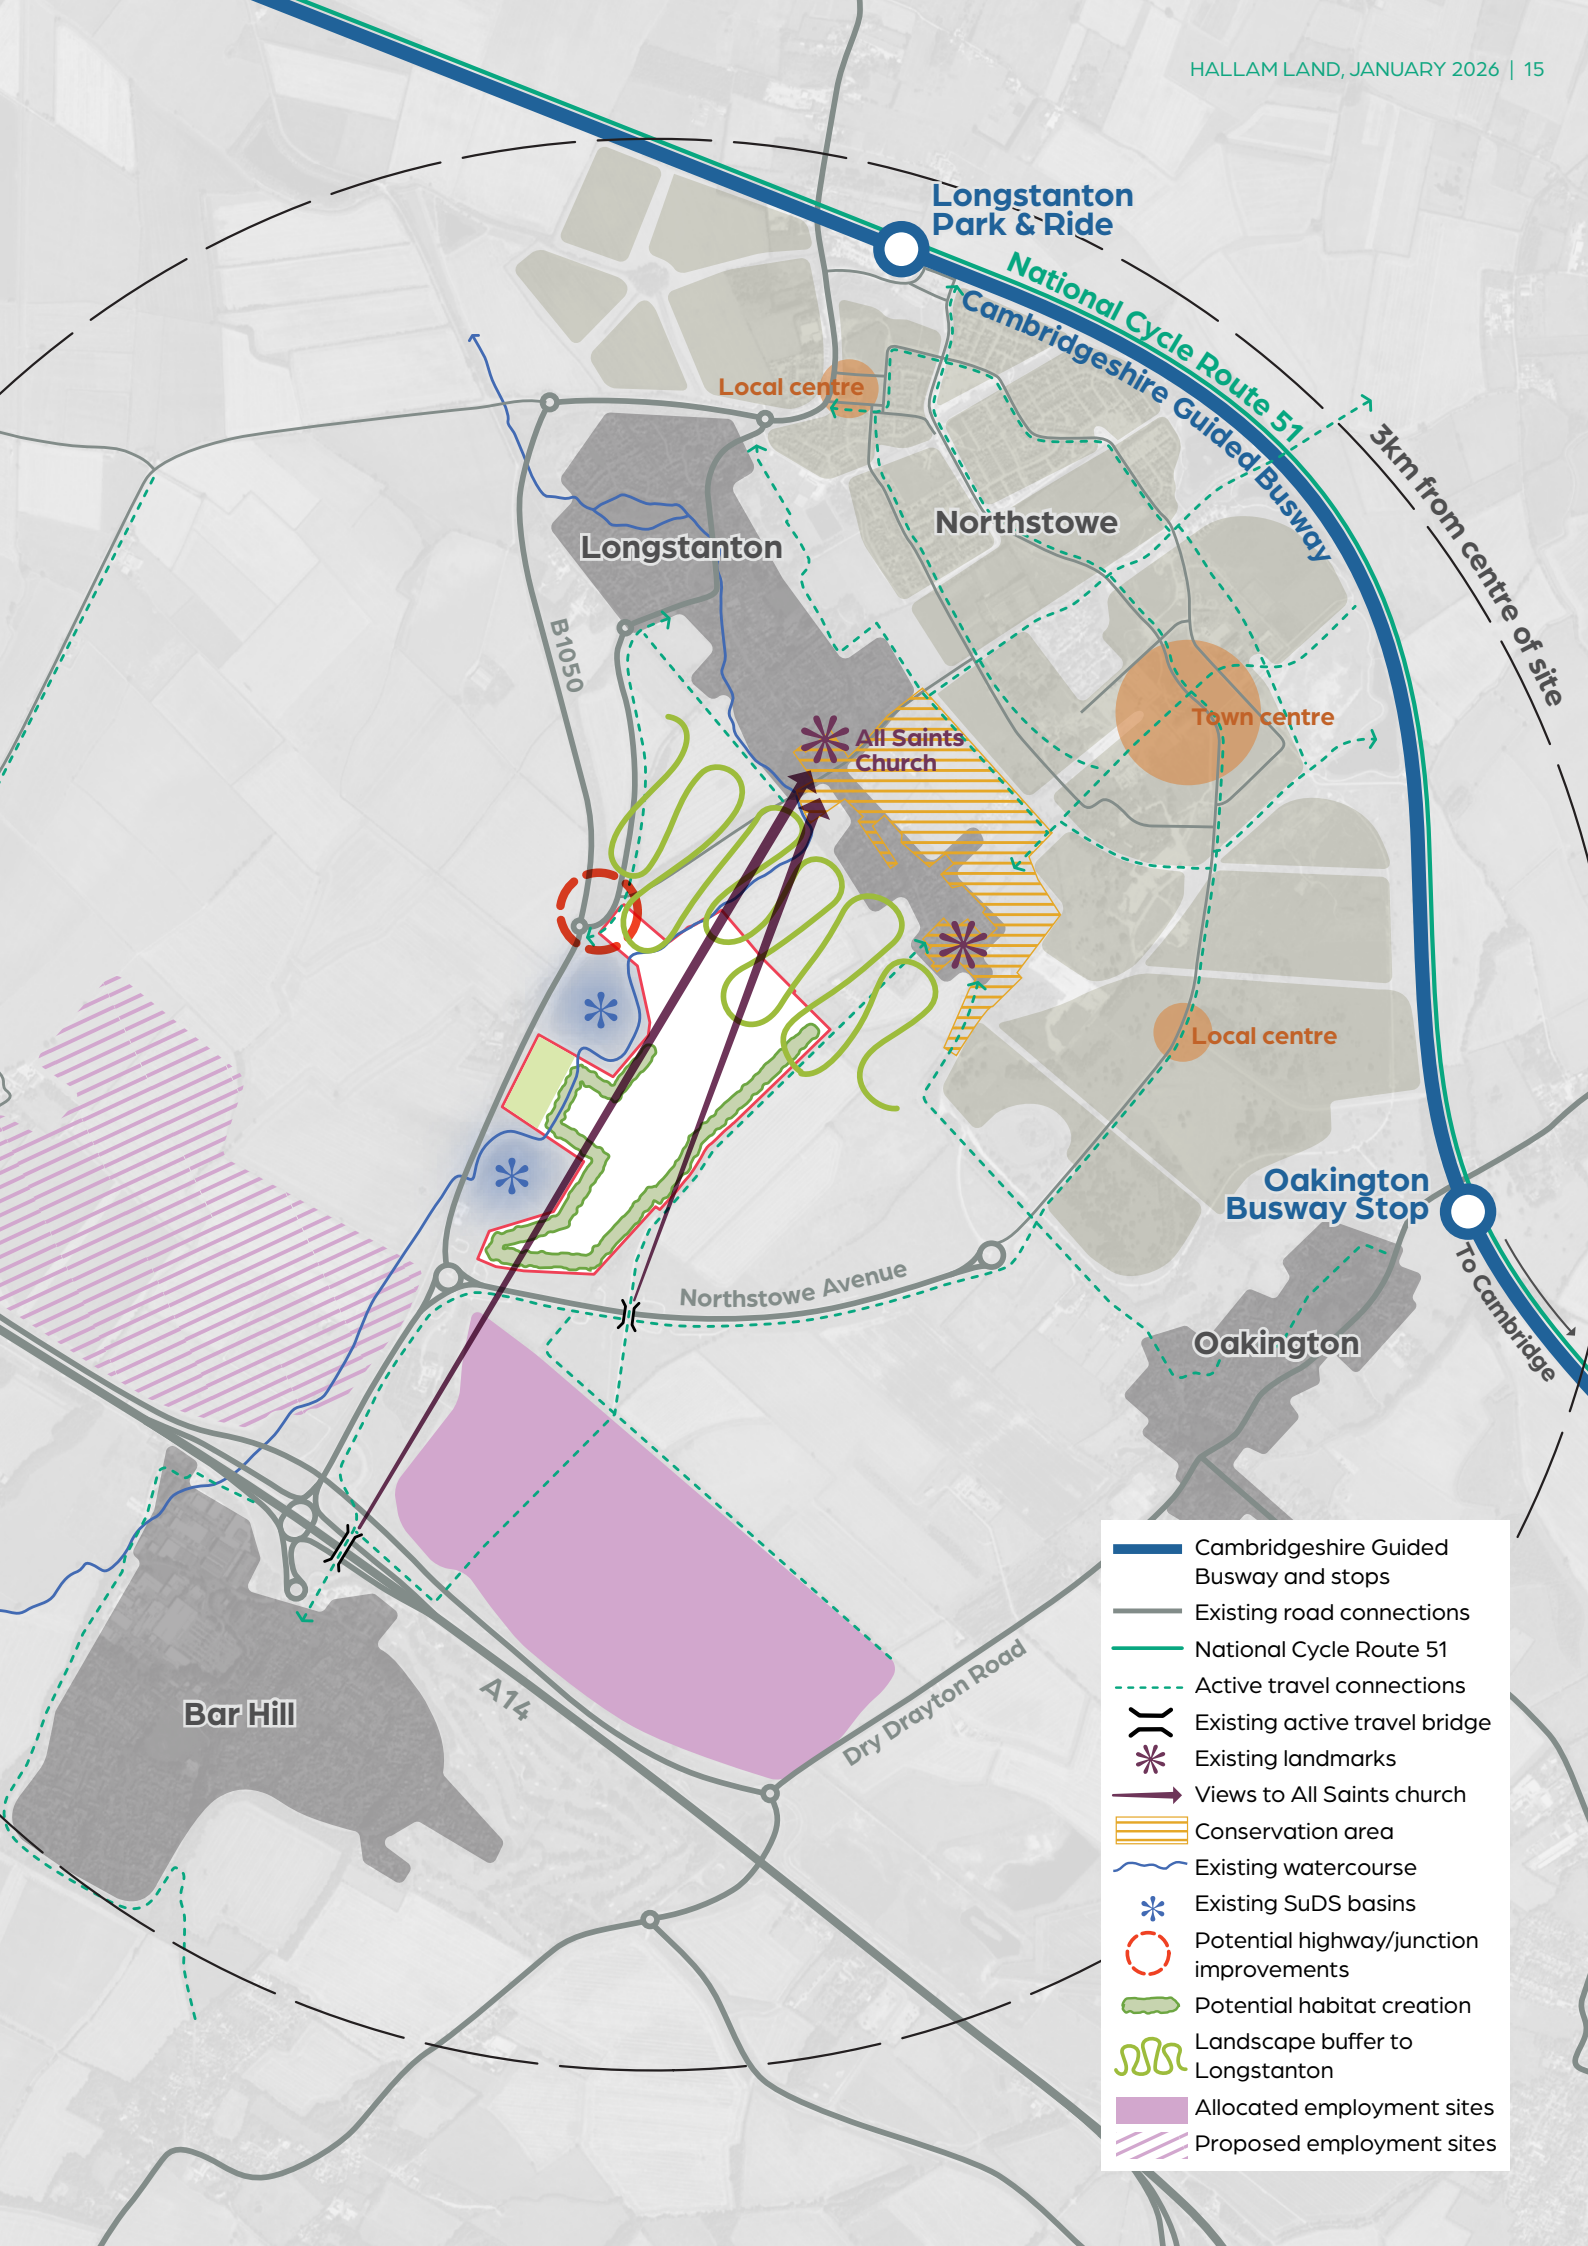 HALLAM LAND, JANUARY 2026 | 15
Longstanton
Park & Ride
National Cycle Route 51
Cambridgeshire Guided Busway
Local centre
3km from centre of site
Northstowe
Longstanton
B1050
Town centre
All Saints
Church
Local centre
Oakington
Busway Stop
To Cambridge
Northstowe Avenue
Oakington
Dry Drayton Road
A14
Bar Hill
Cambridgeshire Guided
Busway and stops
Existing road connections
National Cycle Route 51
Active travel connections
Existing active travel bridge
Existing landmarks
Views to All Saints church
Conservation area
Existing watercourse
Existing SuDS basins
Potential highway/junction
improvements
Potential habitat creation
Landscape buffer to
Longstanton
Allocated employment sites
Proposed employment sites